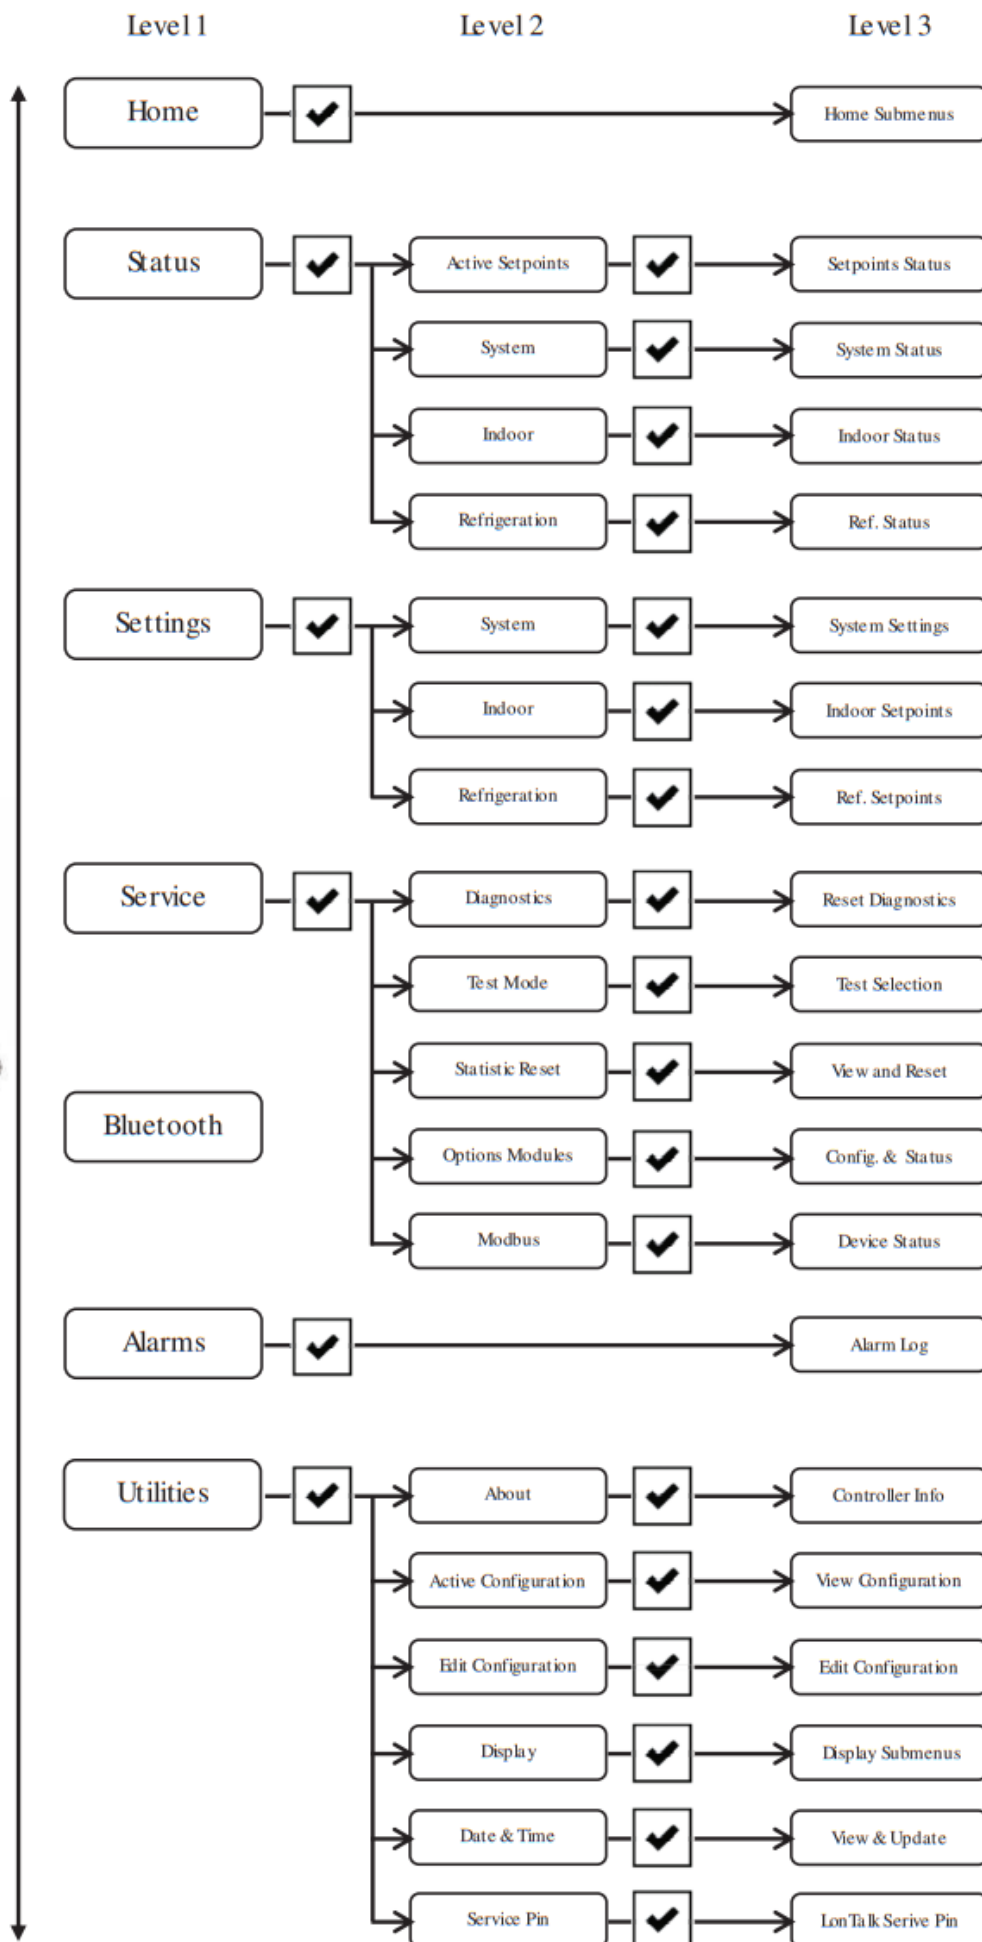 Level 1 Level 2 Level 3
Home Home Submenus
Status Active Setpoints Setpoints Status
System System Status
Indoor Indoor Status
Refrigeration Ref. Status
Settings System System Settings
Indoor Indoor Setpoints
Refrigeration Ref. Setpoints
Service Diagnostics Reset Diagnostics
Test Mode Test Selection
Statistic Reset View and Reset
Bluetooth
Options Modules Config. & Status
Modbus Device Status
Alarms Alarm Log
Utilities About Controller Info
Active Configuration View Configuration
Edit Configuration Edit Configuration
Display Display Submenus
Date & Time View & Update
Service Pin LonTalk Serive Pin